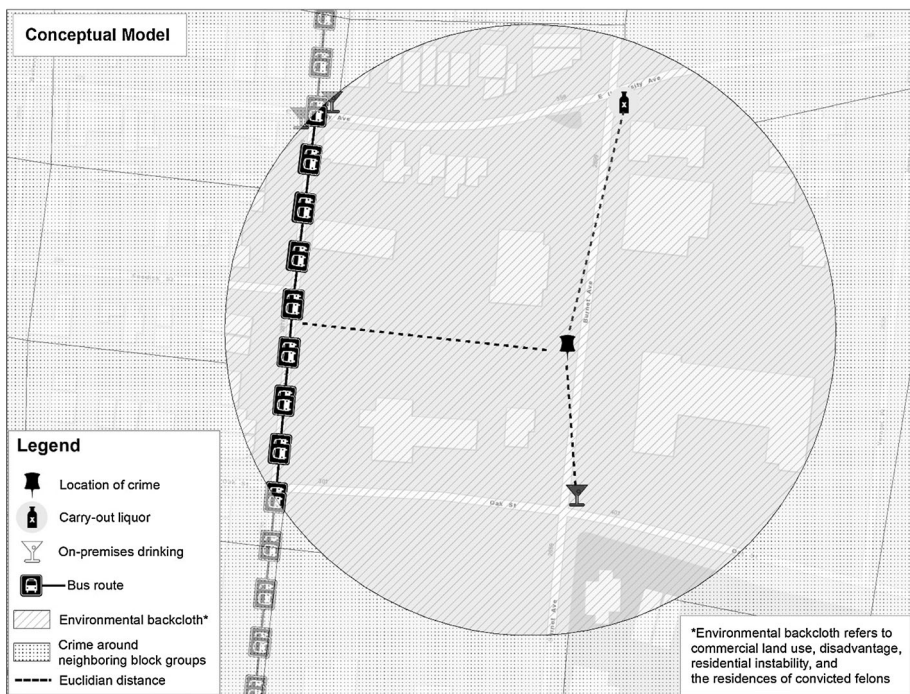 Conceptual Model
Burnet Ave
Oak St
Legend
Location of crime
Carry-out liquor
On-premises drinking
Bus route
Environmental backcloth*
Crime around
neighboring block groups
Euclidian distance
*Environmental backcloth refers to
commercial land use, disadvantage,
residential instability, and
the residences of convicted felons